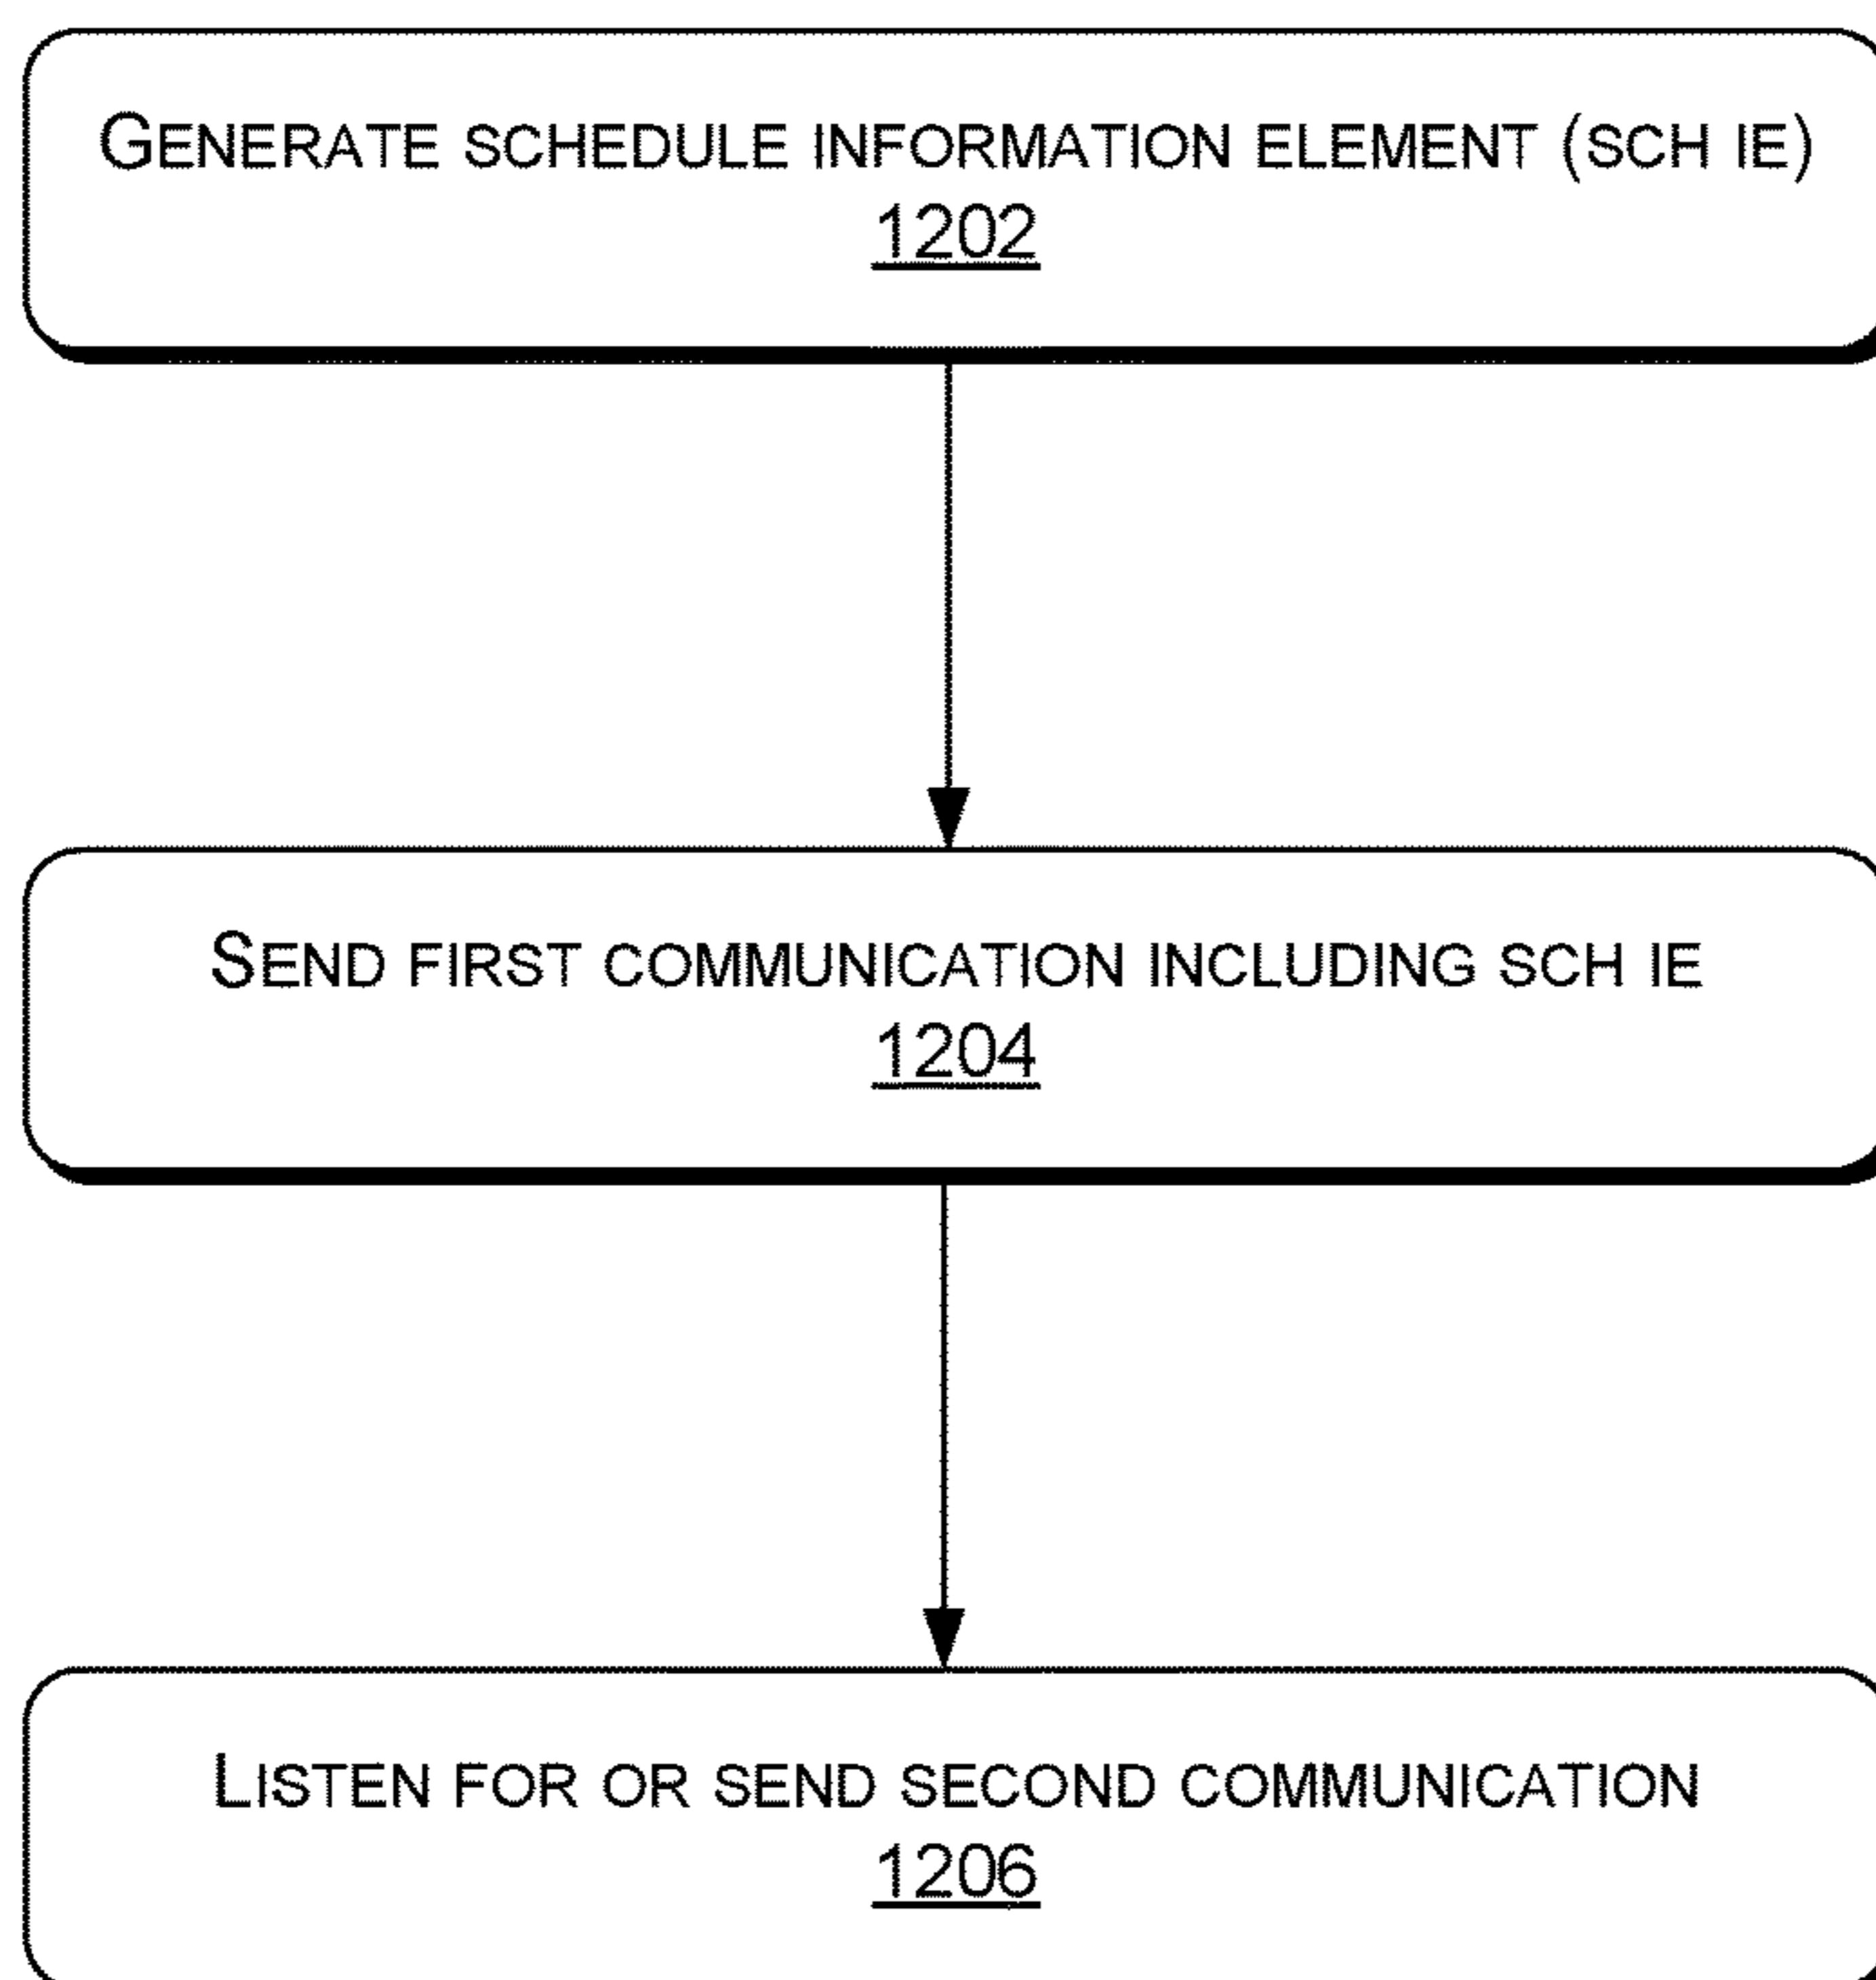 GENERATE SCHEDULE INFORMATION ELEMENT (SCH IE)
1202
SEND FIRST COMMUNICATION INCLUDING SCH IE
1204
LISTEN FOR OR SEND SECOND COMMUNICATION
1206